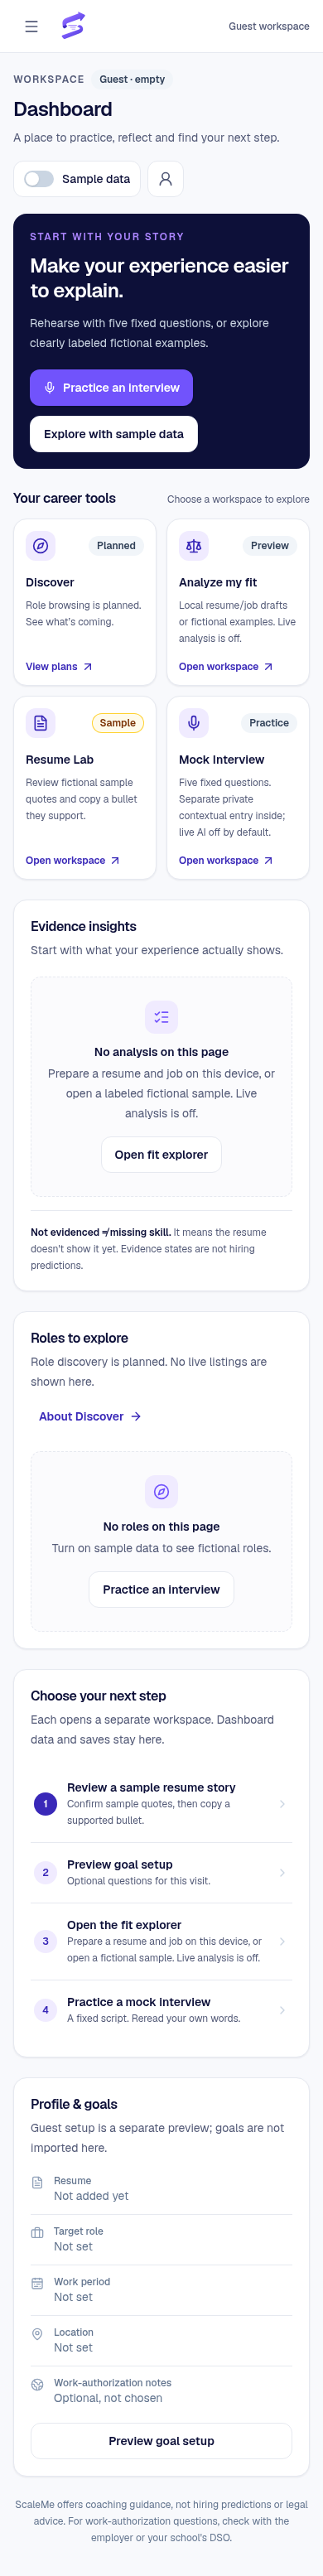 Guest workspace
WORKSPACE
Guest · empty
Dashboard
A place to practice, reflect and find your next step.
Sample data
START WITH YOUR STORY
Make your experience easier
to explain.
Rehearse with five fixed questions, or explore
clearly labeled fictional examples.
Practice an interview
Explore with sample data
Your career tools
Choose a workspace to explore
Planned
Discover
Role browsing is planned.
See what's coming.
View plans
Preview
Analyze my fit
Local resume/job drafts
or fictional examples. Live
analysis is off.
Open workspace
Sample
Resume Lab
Review fictional sample
quotes and copy a bullet
they support.
Open workspace
Practice
Mock Interview
Five fixed questions.
Separate private
contextual entry inside;
live AI off by default.
Open workspace
Evidence insights
Start with what your experience actually shows.
No analysis on this page
Prepare a resume and job on this device, or
open a labeled fictional sample. Live
analysis is off.
Open fit explorer
Not evidenced ≠ missing skill. It means the resume
doesn't show it yet. Evidence states are not hiring
predictions.
Roles to explore
Role discovery is planned. No live listings are
shown here.
About Discover
No roles on this page
Turn on sample data to see fictional roles.
Practice an interview
Choose your next step
Each opens a separate workspace. Dashboard
data and saves stay here.
1
Review a sample resume story
Confirm sample quotes, then copy a
supported bullet.
2
Preview goal setup
Optional questions for this visit.
3
Open the fit explorer
Prepare a resume and job on this device, or
open a fictional sample. Live analysis is off.
4
Practice a mock interview
A fixed script. Reread your own words.
Profile & goals
Guest setup is a separate preview; goals are not
imported here.
Resume
Not added yet
Target role
Not set
Work period
Not set
Location
Not set
Work-authorization notes
Optional, not chosen
Preview goal setup
ScaleMe offers coaching guidance, not hiring predictions or legal
advice. For work-authorization questions, check with the
employer or your school's DSO.